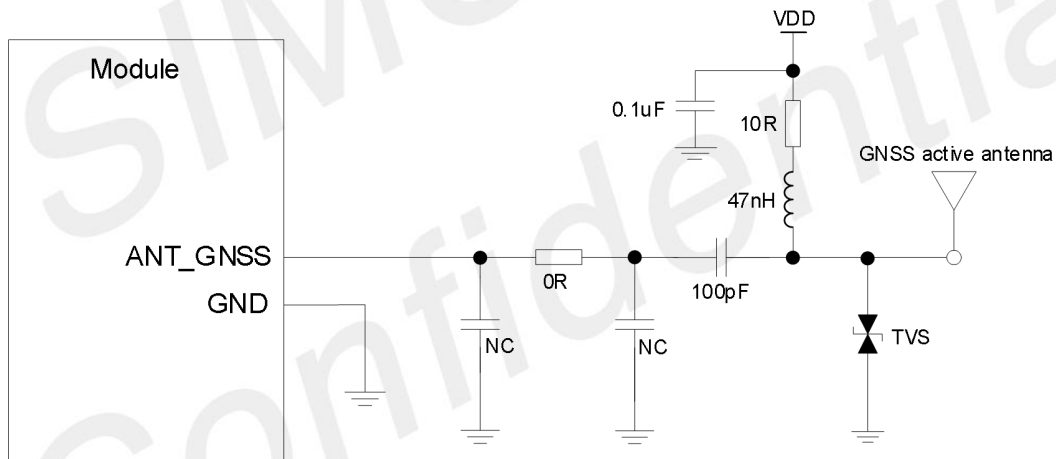 SIMCom
Confidential
VDD
Module
0.1uF
10R
GNSS active antenna
47nH
ANT_GNSS
0R
100pF
GND
NC
NC
TVS